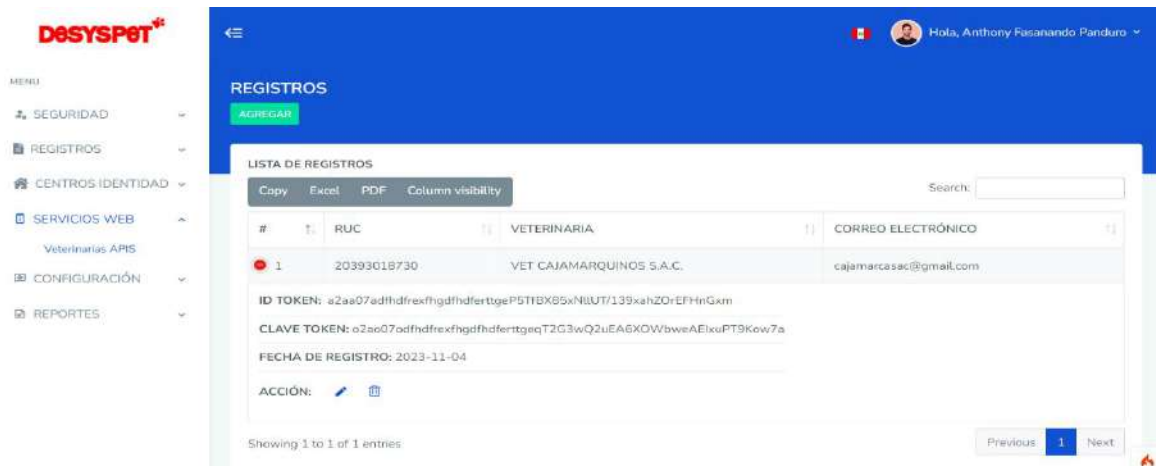 DESYSPET
Hola, Anthony Fasanando Panduro
MENU
SEGURIDAD
REGISTROS
CENTROS IDENTIDAD
SERVICIOS WEB
Veterinarias APIS
CONFIGURACIÓN
REPORTES
REGISTROS
AGREGAR
LISTA DE REGISTROS
Copy Excel PDF Column visibility
Search:
# RUC VETERINARIA CORREO ELECTRÓNICO
1 20393018730 VET CAJAMARQUINOS S.A.C. cajamarcasac@gmail.com
ID TOKEN:
CLAVE TOKEN:
FECHA DE REGISTRO: 2023-11-04
ACCIÓN:
Showing 1 to 1 of 1 entries
Previous 1 Next